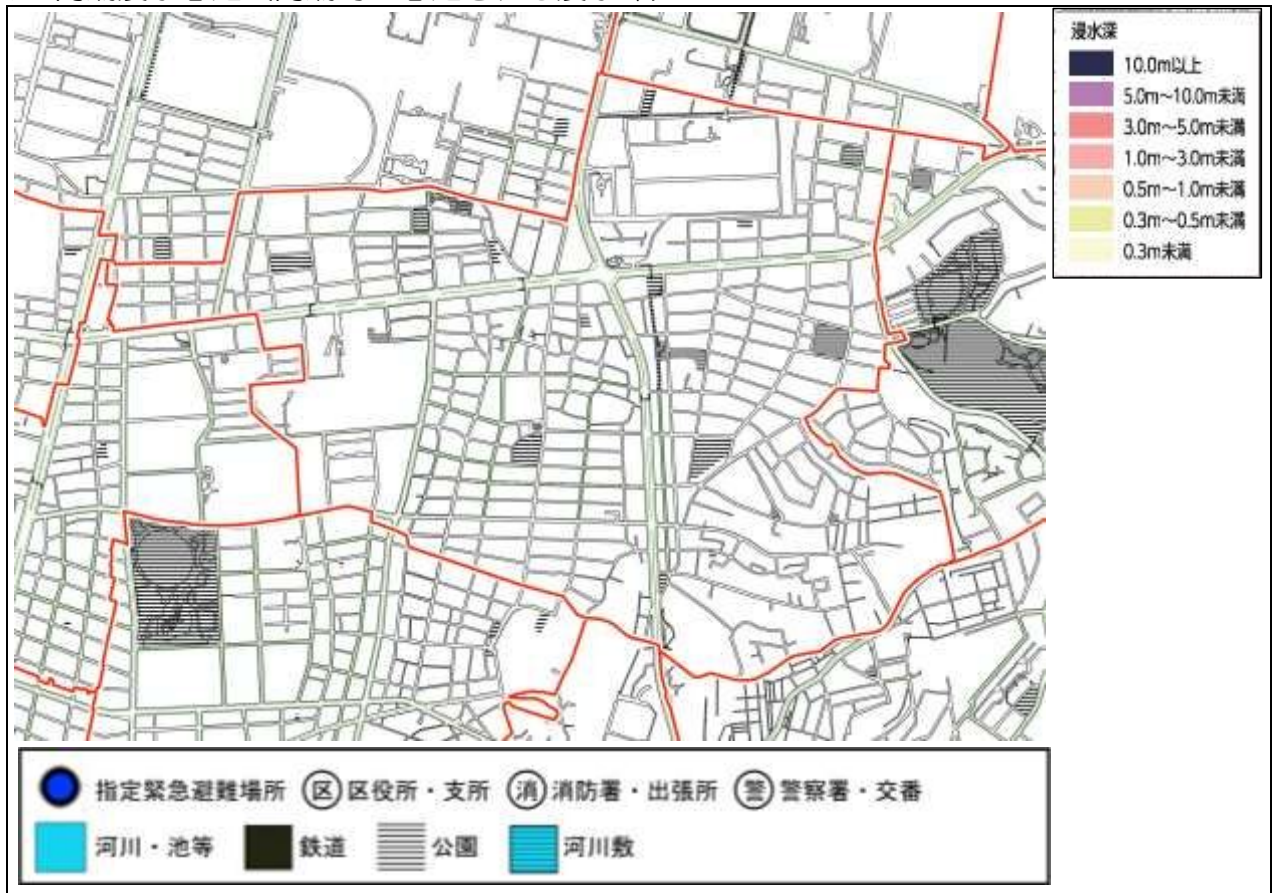 浸水深
10.0m以上
5.0m～10.0m未満
3.0m～5.0m未満
1.0m～3.0m未満
0.5m～1.0m未満
0.3m～0.5m未満
0.3m未満
指定緊急避難場所 区 区役所・支所 消 消防署・出張所 警 警察署・交番
河川・池等 鉄道 公園 河川敷